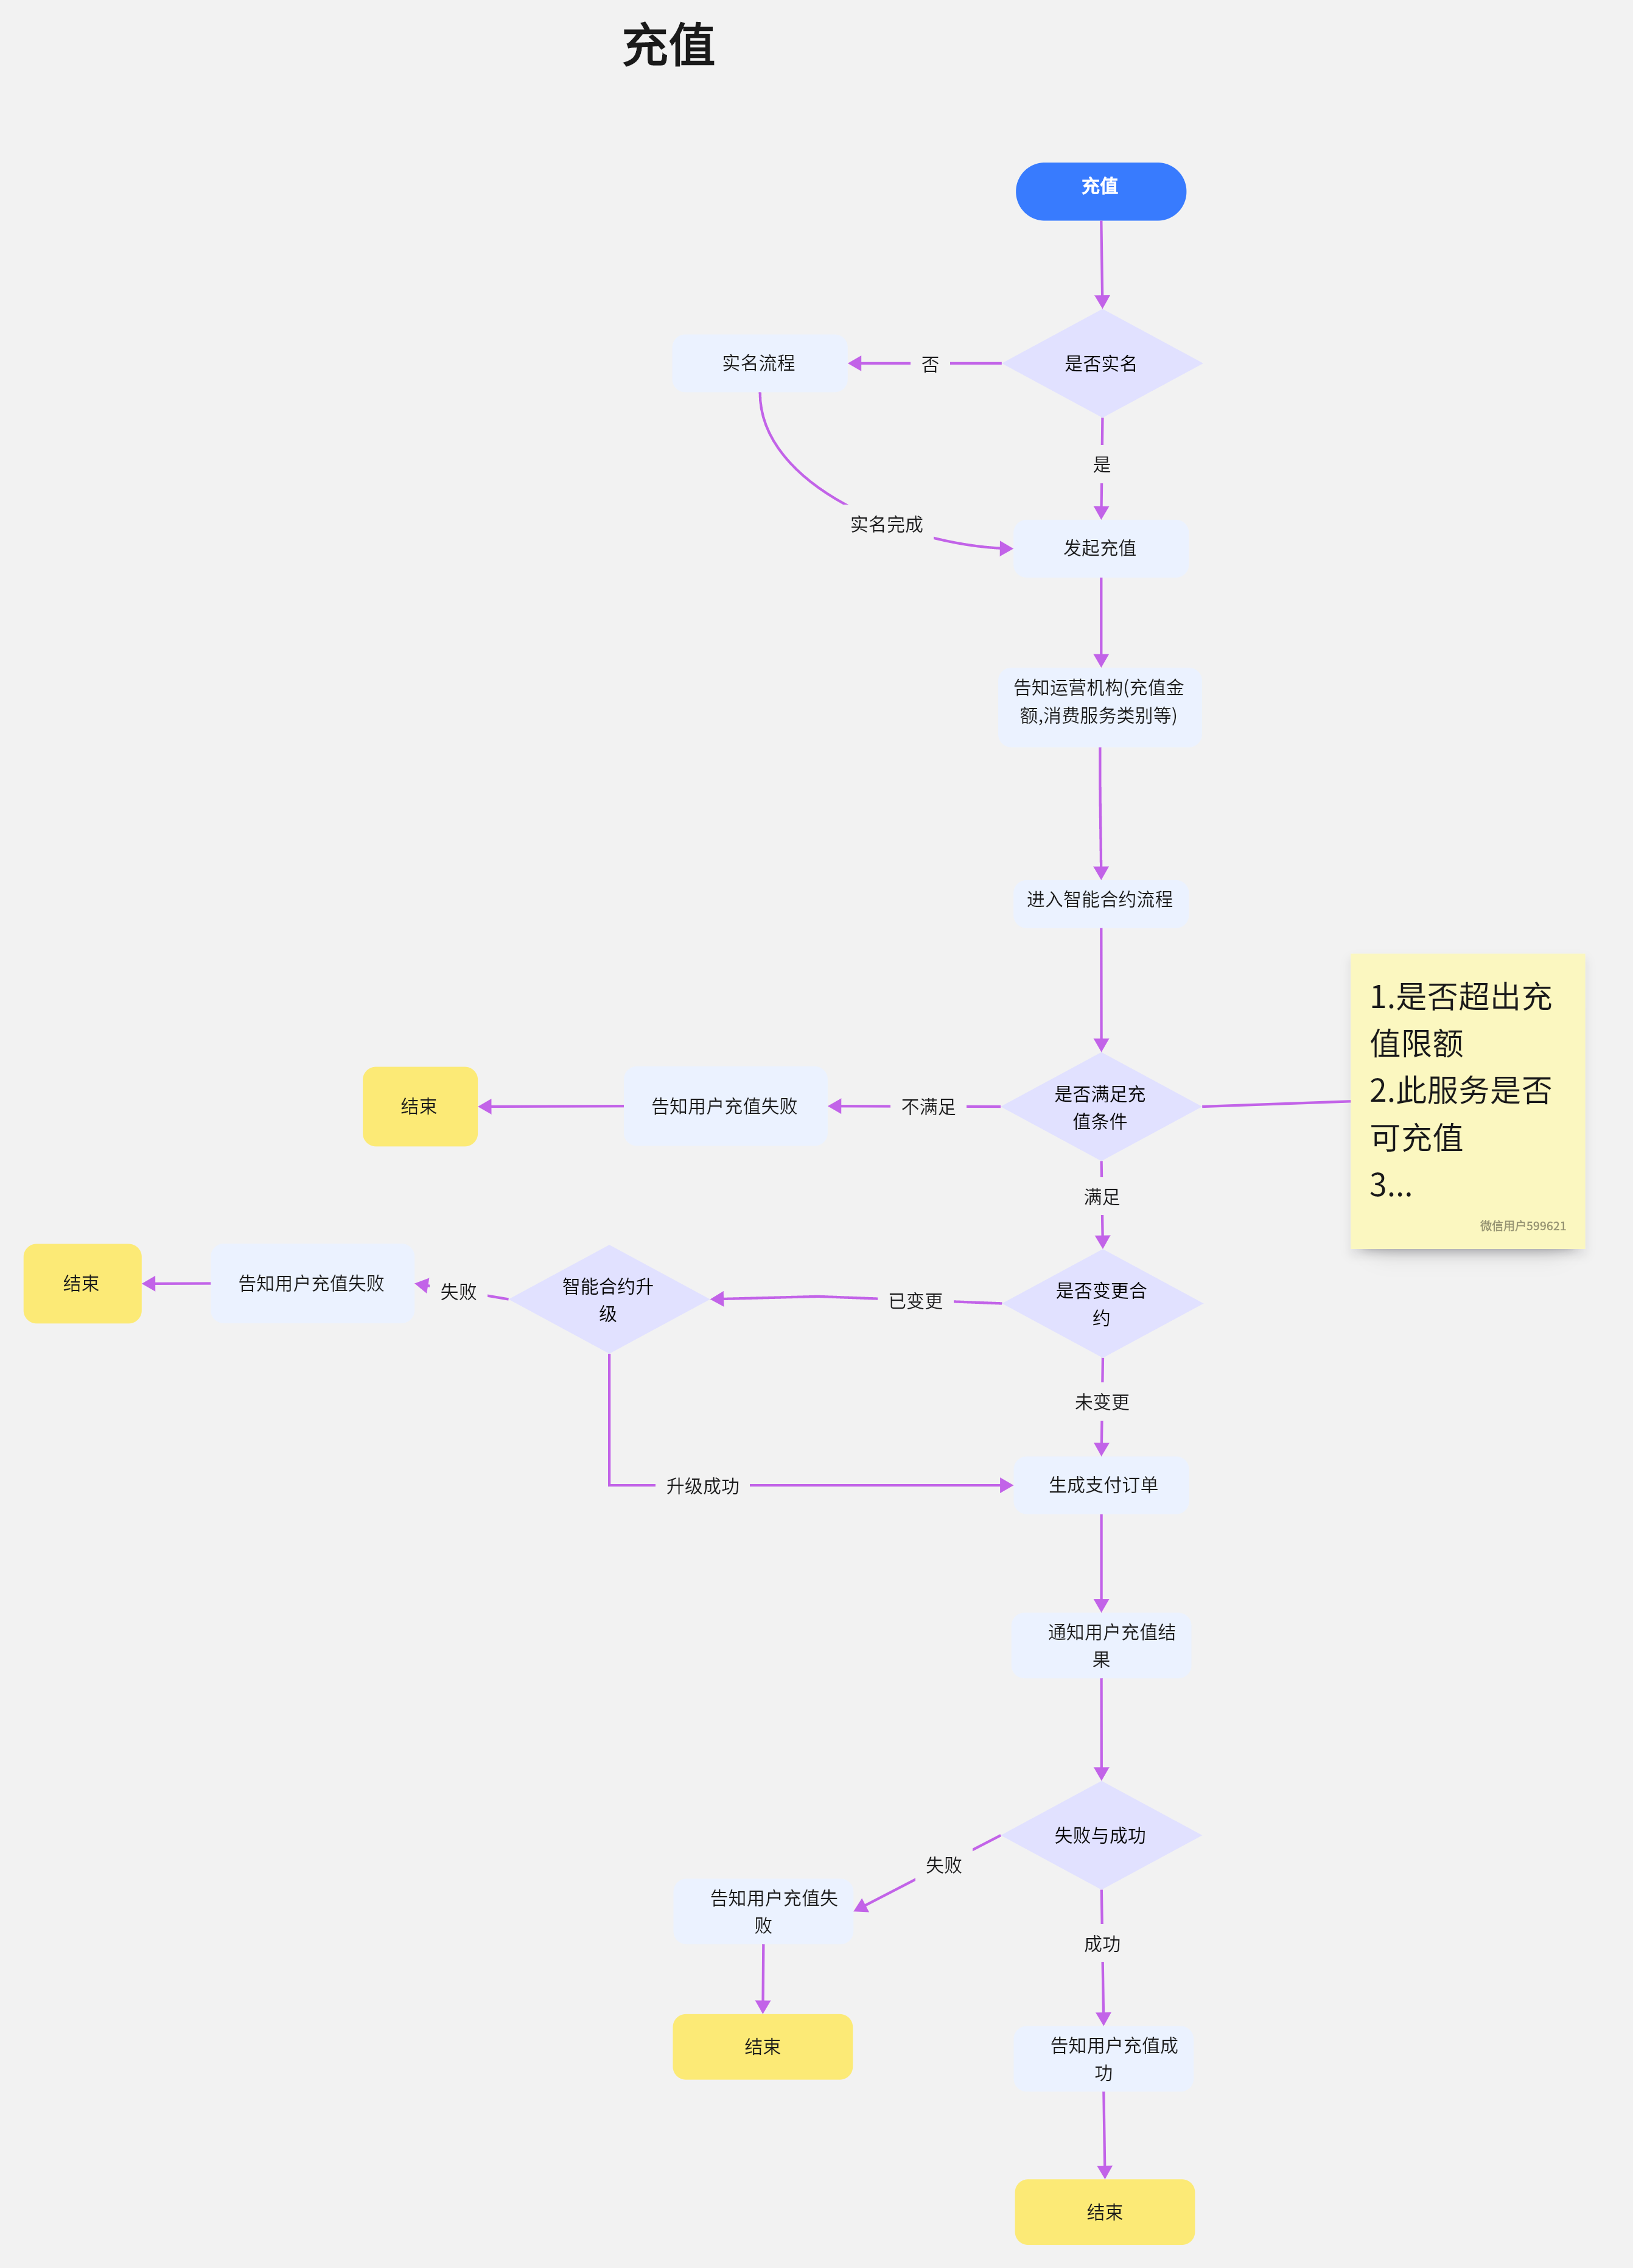 充值
充值
是否实名
否
实名流程
是
实名完成
发起充值
告知运营机构(充值金
额,消费服务类别等)
进入智能合约流程
1.是否超出充
值限额
2.此服务是否
可充值
3...
微信用户599621
是否满足充
值条件
不满足
告知用户充值失败
结束
满足
是否变更合
约
已变更
智能合约升
级
失败
告知用户充值失败
结束
未变更
升级成功
生成支付订单
通知用户充值结
果
失败与成功
失败
告知用户充值失
败
结束
成功
告知用户充值成
功
结束